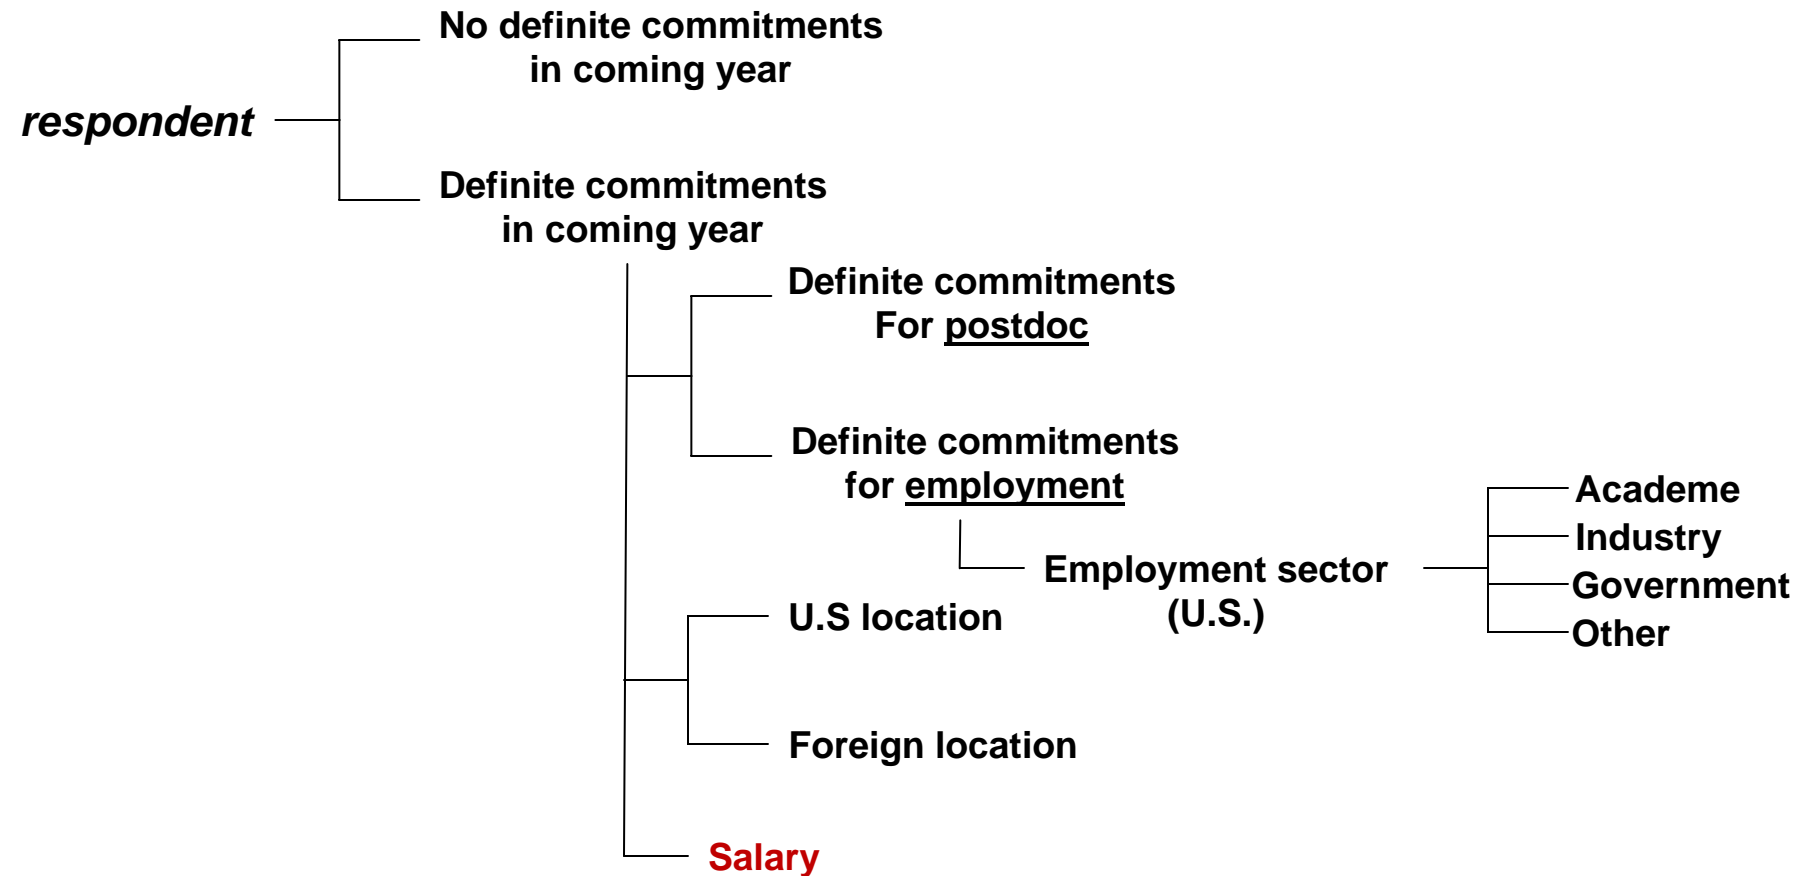 No definite commitments
in coming year
respondent
Definite commitments
in coming year
Definite commitments
For postdoc
Definite commitments
for employment
Employment sector
(U.S.)
Academe
Industry
Government
Other
U.S location
Foreign location
Salary